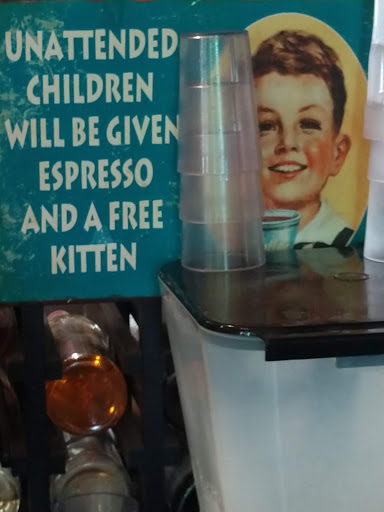 UNATTENDED
CHILDREN
WILL BE GIVEN
ESPRESSO
AND A FREE
KITTEN